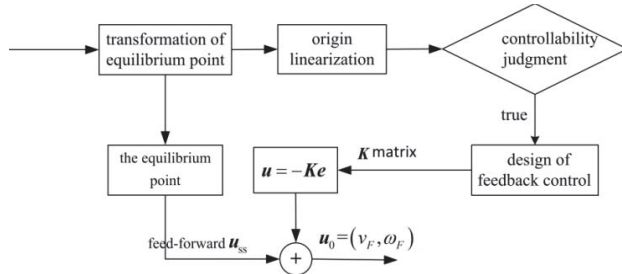 transformation of
equilibrium point
origin
linearization
controllability
judgment
true
the equilibrium
point
u = −Ke
K matrix
design of
feedback control
feed-forward u_ss
+
u_0 = (v_F, ω_F)